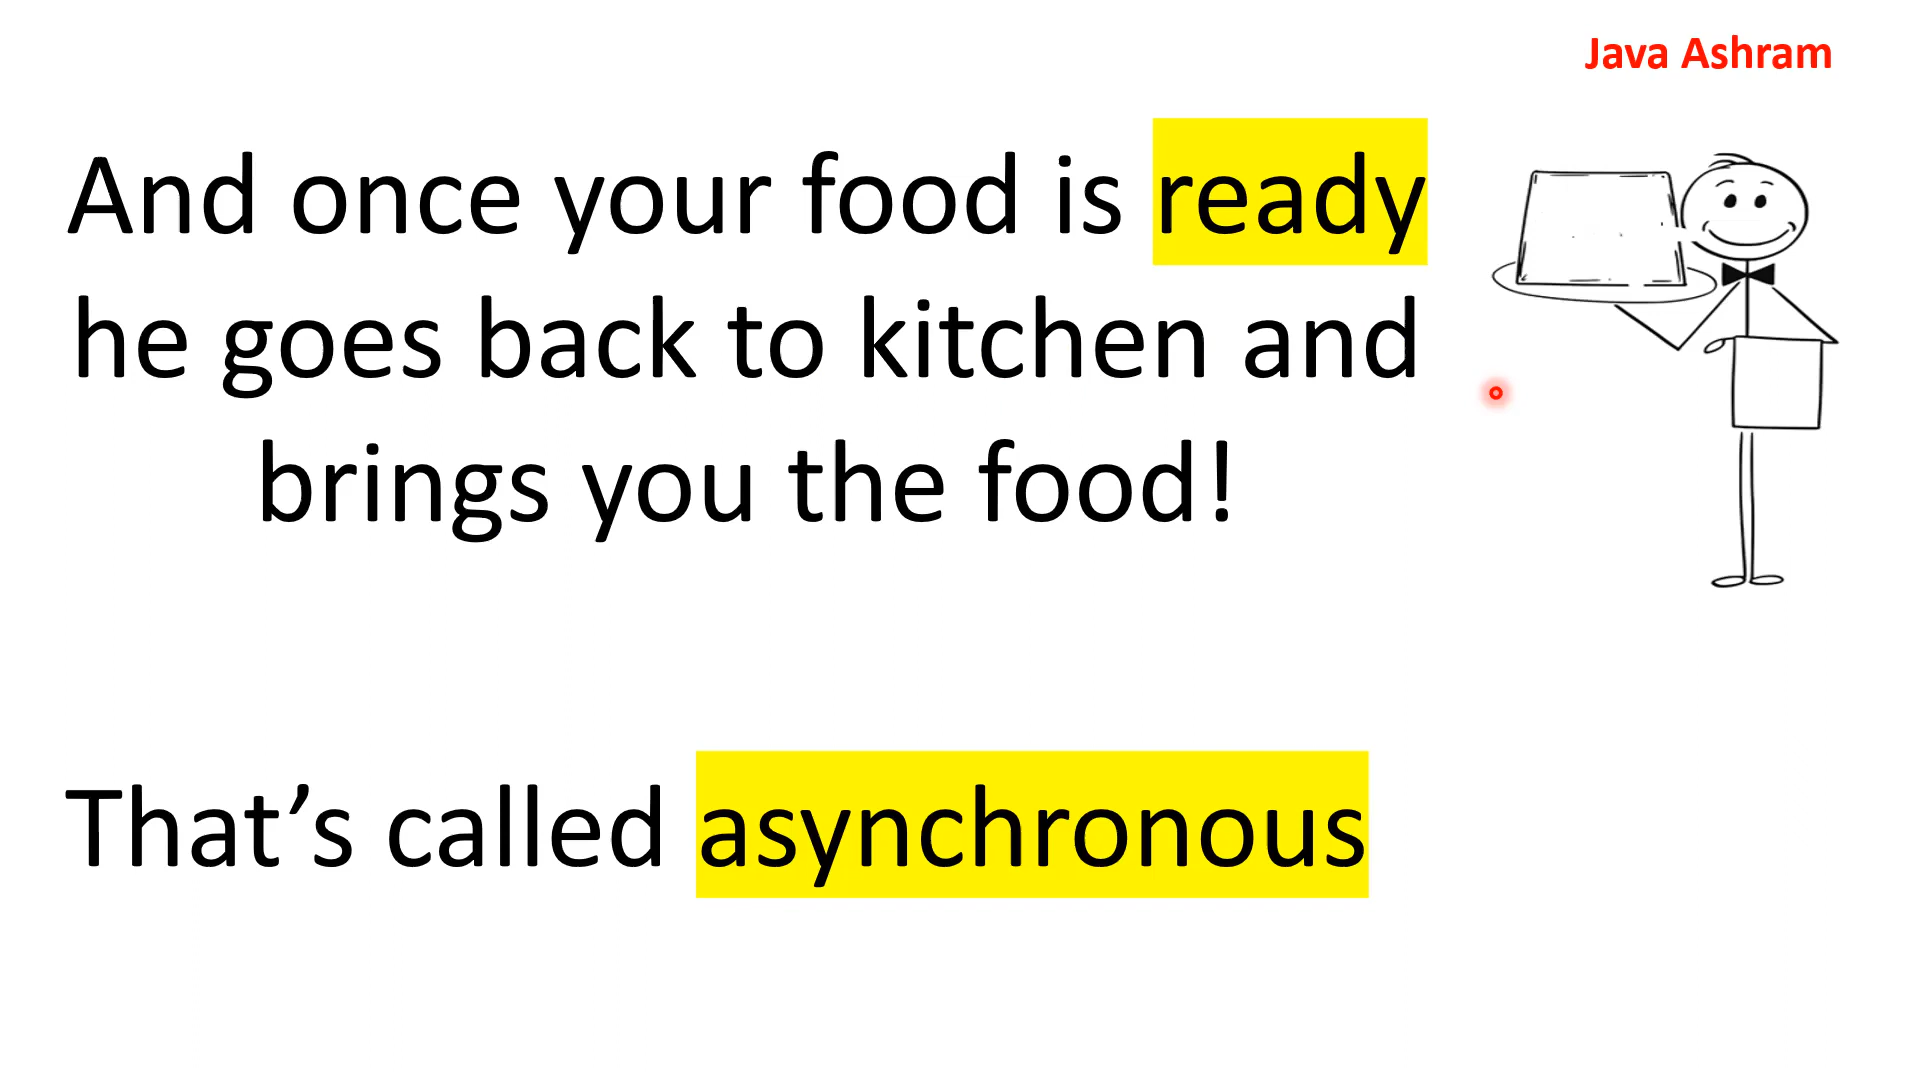 Java Ashram
And once your food is ready
he goes back to kitchen and
brings you the food!
That’s called asynchronous